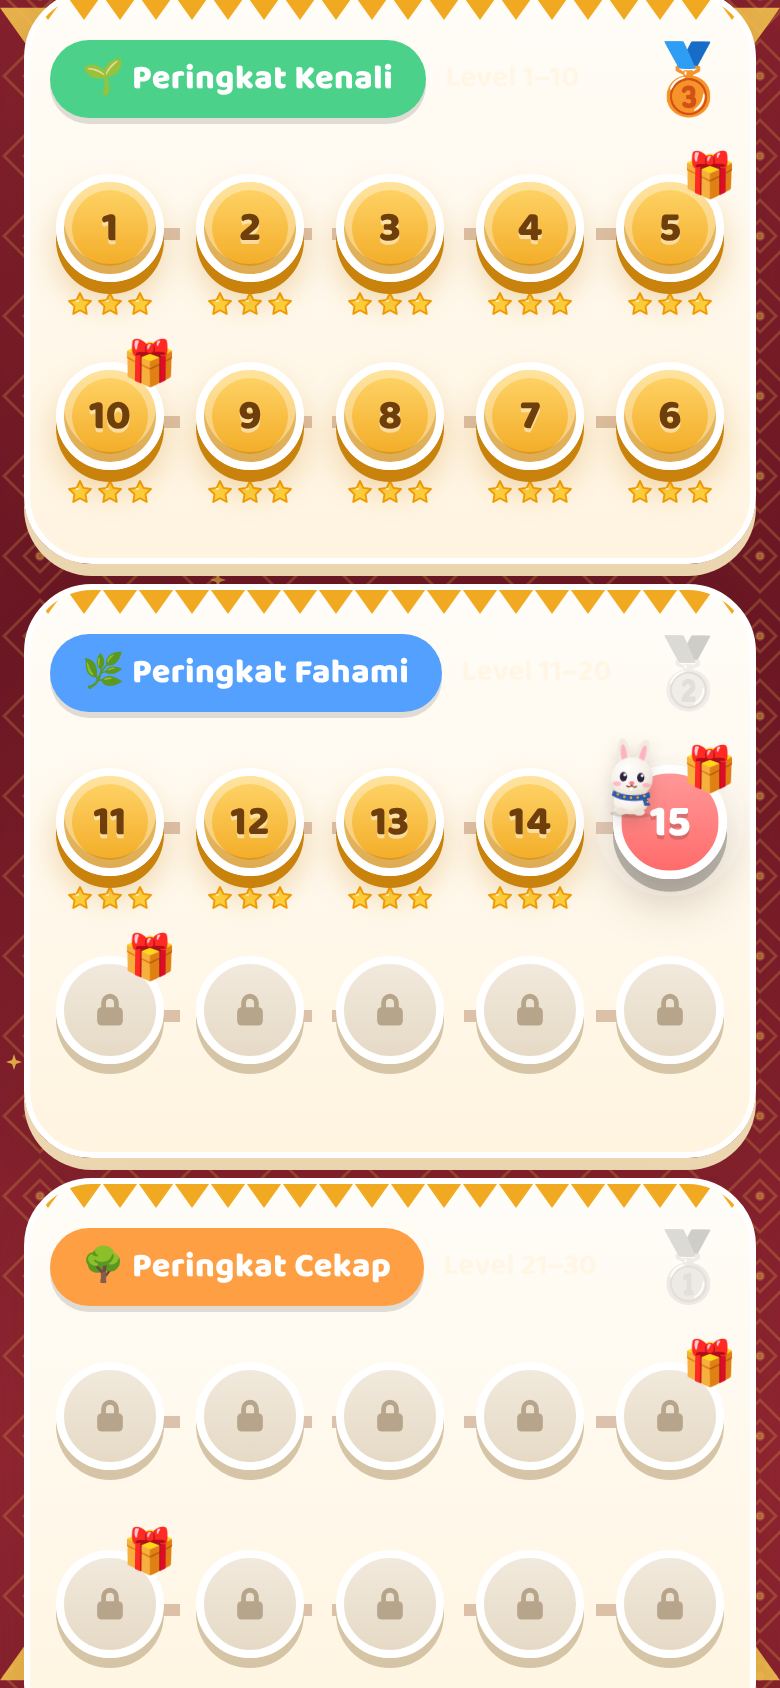 Peringkat Kenali Level 1–10
3
1 2 3 4 5
10 9 8 7 6
Peringkat Fahami Level 11–20
2
11 12 13 14 15
Peringkat Cekap Level 21–30
1